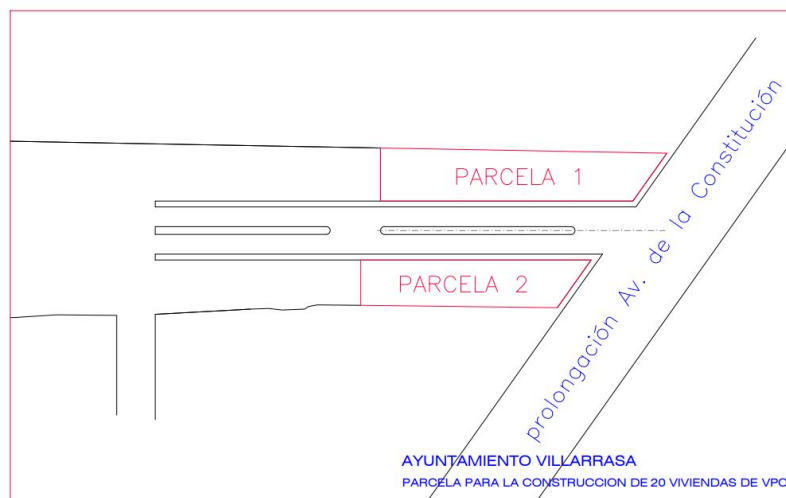 PARCELA 1
PARCELA 2
prolongación Av. de la Constitución
AYUNTAMIENTO VILLARRASA
PARCELA PARA LA CONSTRUCCION DE 20 VIVIENDAS DE VPO